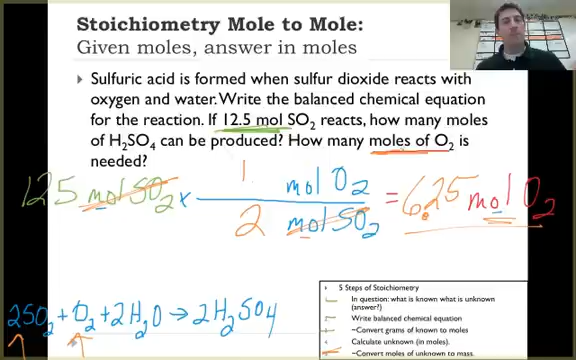 Stoichiometry Mole to Mole:
Given moles, answer in moles
Sulfuric acid is formed when sulfur dioxide reacts with
oxygen and water. Write the balanced chemical equation
for the reaction. If 12.5 mol SO₂ reacts, how many moles
of H₂SO₄ can be produced? How many moles of O₂ is
needed?
12.5 mol SO₂ × 1 mol O₂ / 2 mol SO₂ = 6.25 mol O₂
2SO₂ + O₂ + 2H₂O → 2H₂SO4
5 Steps of Stoichiometry
In question: what is known what is unknown
(answer?)
Write balanced chemical equation
~Convert grams of known to moles
Calculate unknown (in moles).
~Convert moles of unknown to mass.